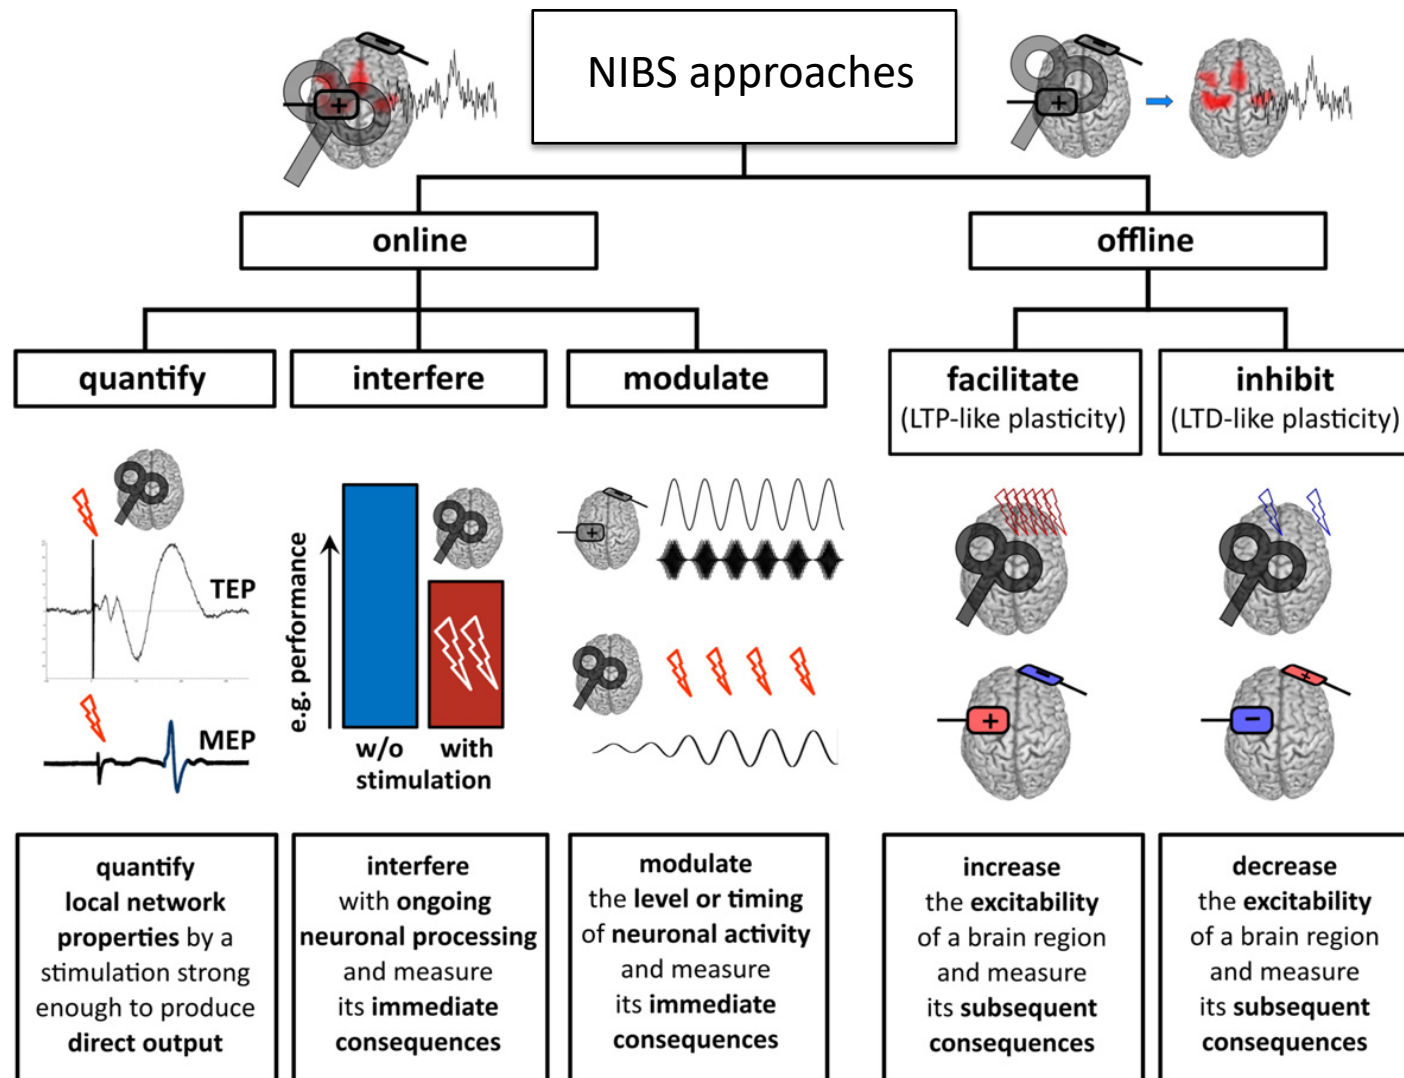 NIBS approaches
online
offline
quantify
interfere
modulate
facilitate
(LTP-like plasticity)
inhibit
(LTD-like plasticity)
TEP
MEP
e.g. performance
w/o
with
stimulation
+
-
+
-
+
-
+
-
+
-
quantify
local network
properties by a
stimulation strong
enough to produce
direct output
interfere
with ongoing
neuronal processing
and measure
its immediate
consequences
modulate
the level or timing
of neuronal activity
and measure
its immediate
consequences
increase
the excitability
of a brain region
and measure
its subsequent
consequences
decrease
the excitability
of a brain region
and measure
its subsequent
consequences